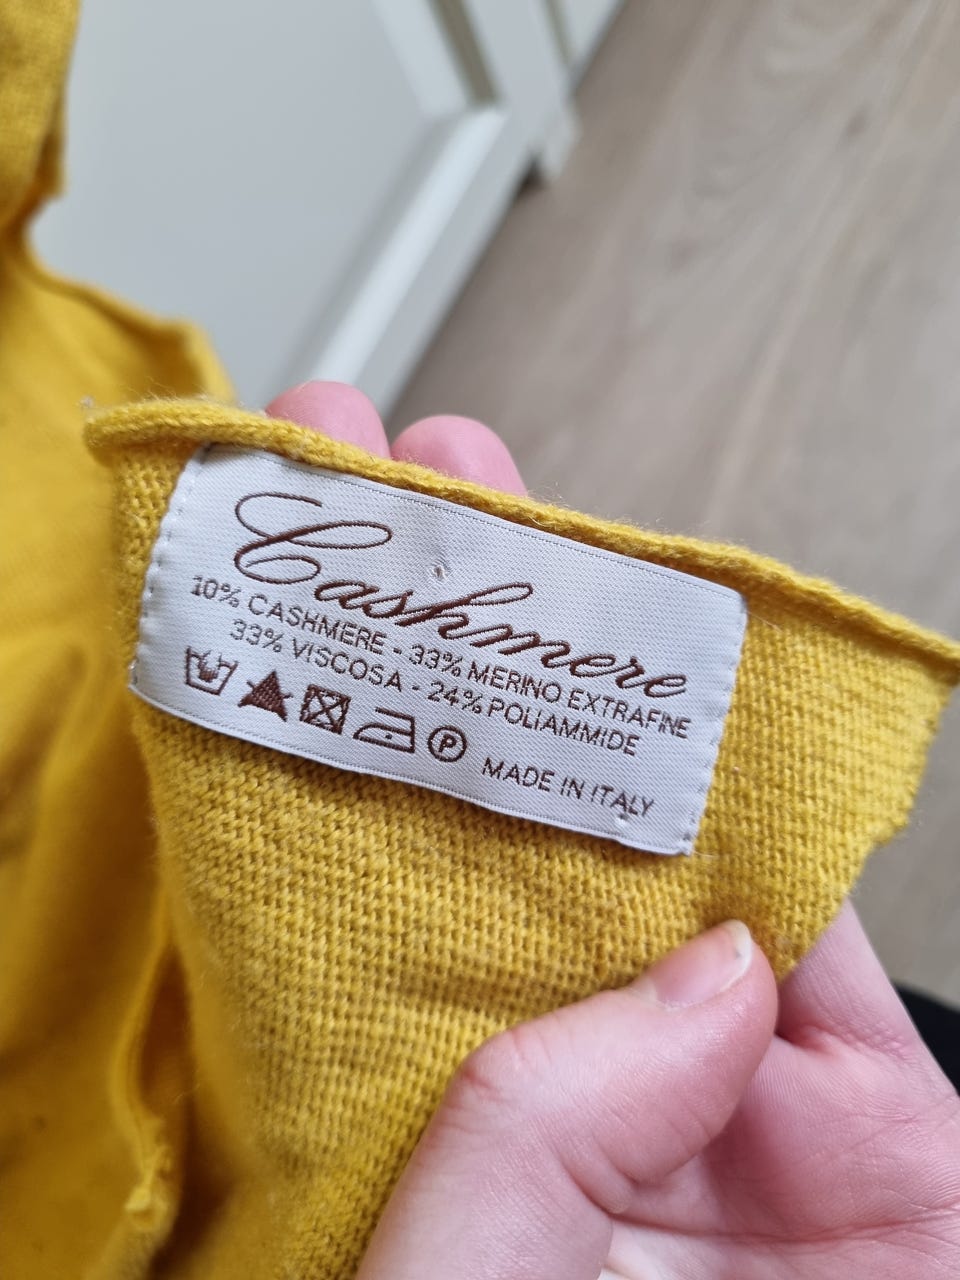 Cashmere
10% CASHMERE - 33% MERINO EXTRAFINE
33% VISCOSA - 24% POLIAMMIDE
P
MADE IN ITALY